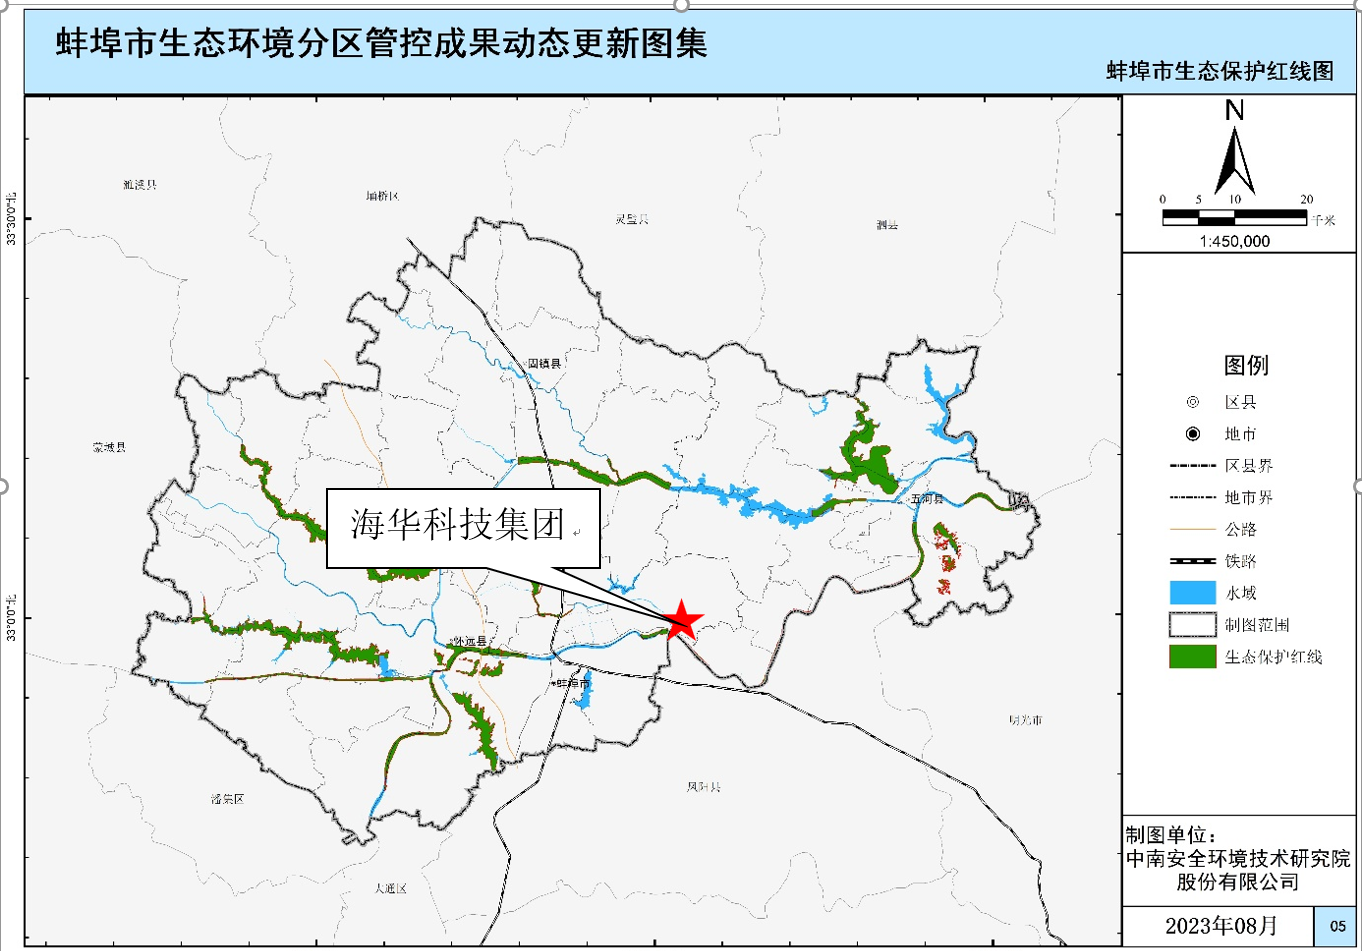 蚌埠市生态环境分区管控成果动态更新图集
蚌埠市生态保护红线图
N
0 5 10 20
千米
1:450,000
33°30'0"北
33°0'0"北
濉溪县
埇桥区
灵璧县
泗县
固镇县
蒙城县
五河县
海华科技集团
怀远县
蚌埠市
明光市
凤阳县
潘集区
大通区
图例
区县
地市
区县界
地市界
公路
铁路
水域
制图范围
生态保护红线
制图单位：
中南安全环境技术研究院
股份有限公司
2023年08月
05